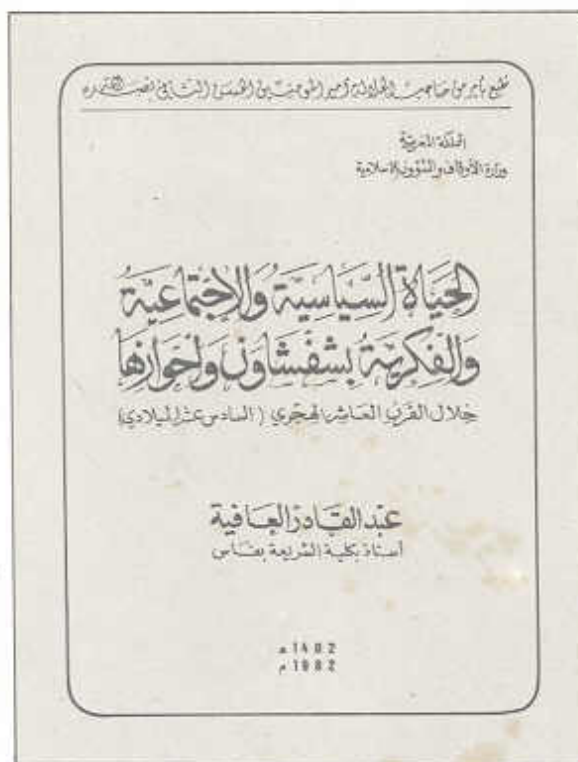 طبع بأمر من صاحب الجلالة أمير المؤمنين الحسن الثاني نصره الله
المملكة المغربية
وزارة الأوقاف والشؤون الإسلامية
الحياة السياسية والاجتماعية
والفكرية بشفشاون وأحوازها
خلال القرن العاشر الهجري (السادس عشر الميلادي)
عبد القادر العافية
أستاذ بكلية الشريعة بفاس
1402 هـ
1982 م